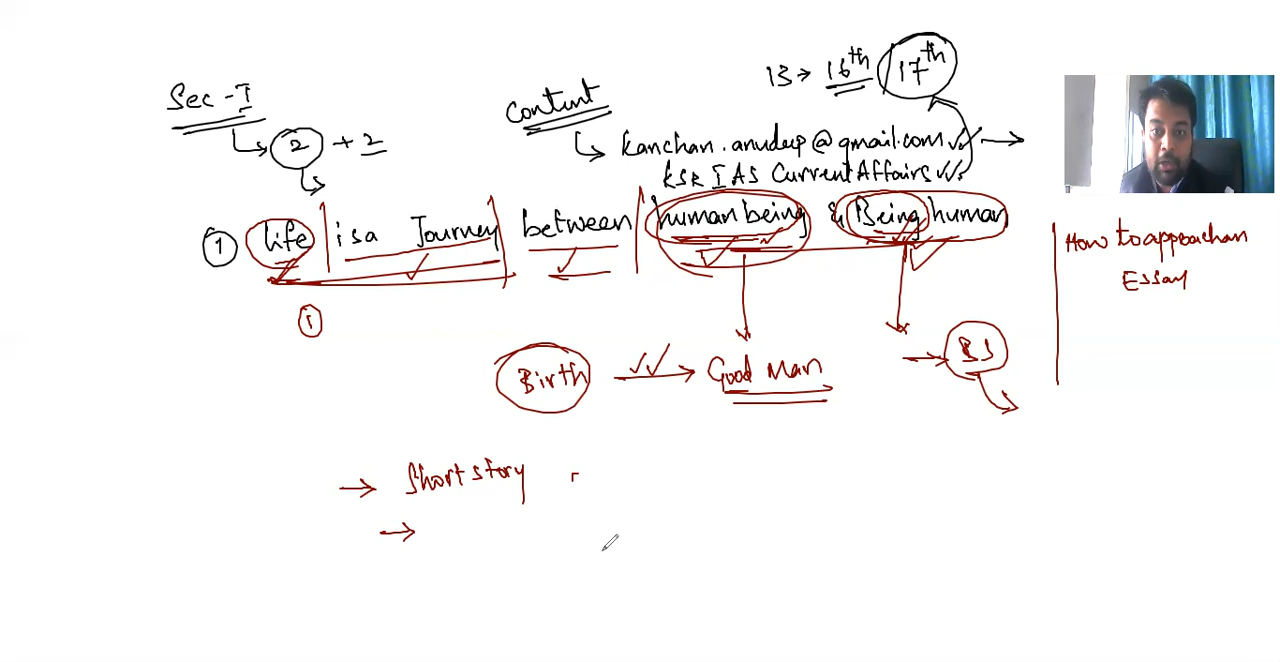 13 → 16th 17th
Sec - I
Content
2 + 2
kanchan.anudeep@gmail.com
KSR IAS Current Affairs
1 life is a Journey between human being & Being human
How to approach an
Essay
1
Birth → Good Man
→ Short story